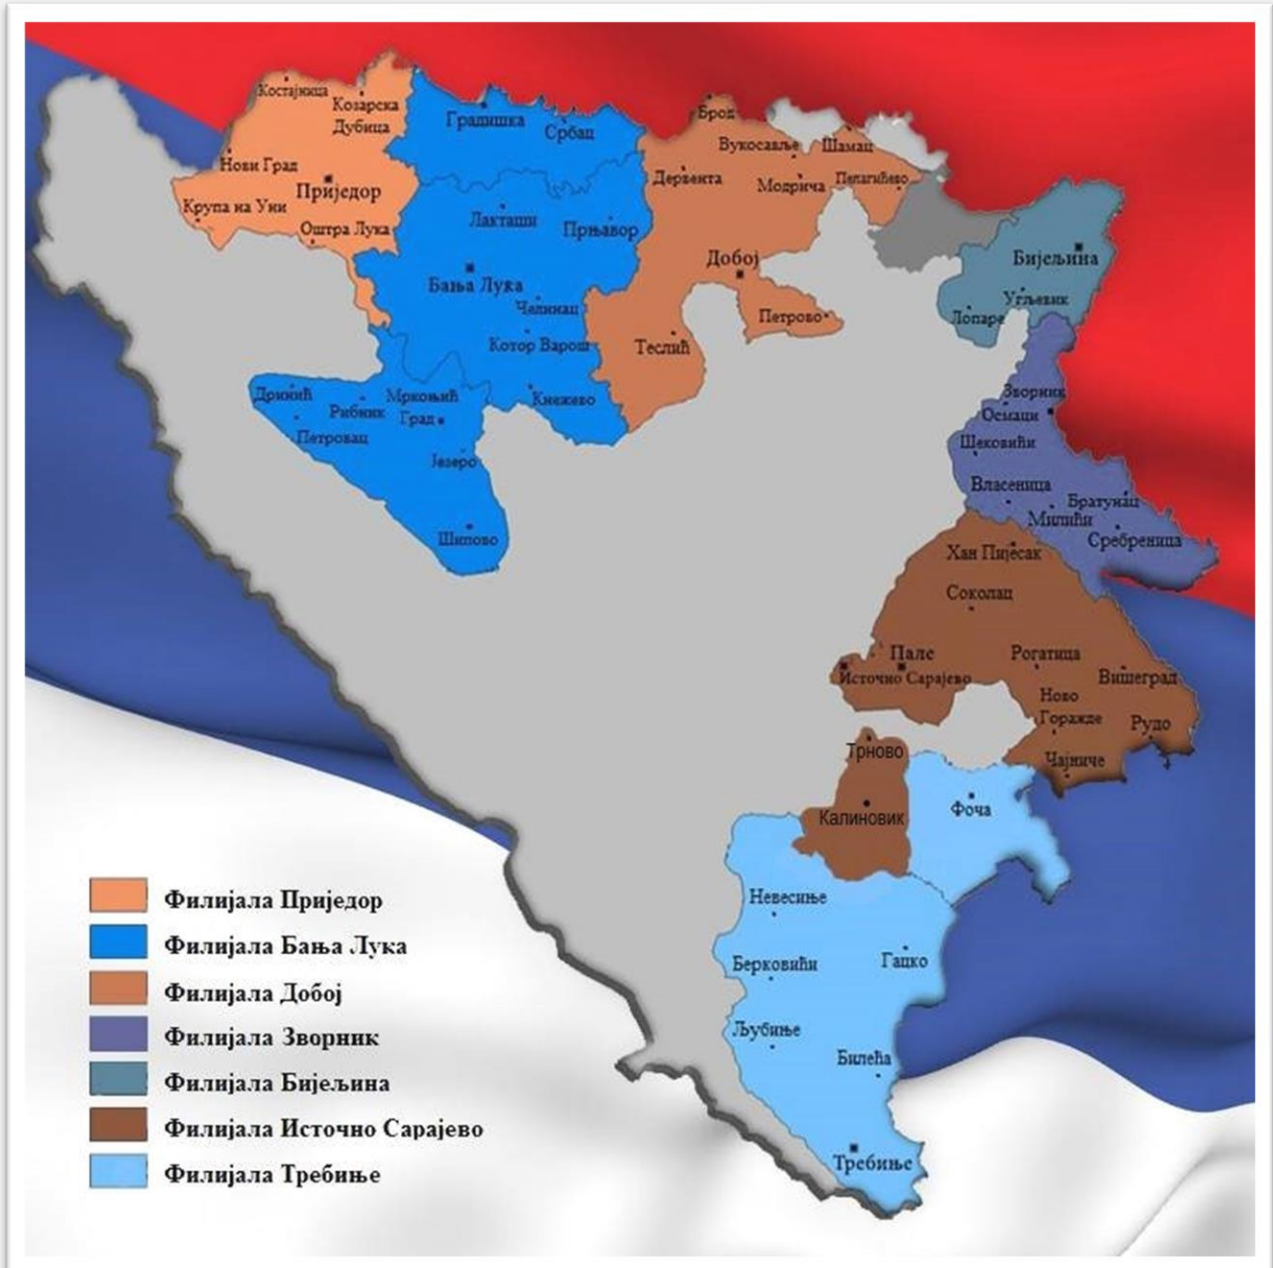 Костајница
Козарска
Дубица
Градишка
Србац
Брод
Вукосавље
Шамац
Нови Град
Приједор
Дервента
Модрича
Пелагићево
Крупа на Уни
Оштра Лука
Лакташи
Прњавор
Добој
Бијељина
Бања Лука
Челинац
Угљевик
Лопаре
Петрово
Котор Варош
Теслић
Дринић
Мркоњић
Град
Рибник
Кнежево
Петровац
Језеро
Шипово
Зворник
Осмаци
Шековићи
Власеница
Братунац
Милићи
Сребреница
Хан Пијесак
Соколац
Пале
Источно Сарајево
Рогатица
Вишеград
Ново
Горажде
Рудо
Чајниче
Трново
Калиновик
Фоча
Невесиње
Берковићи
Гацко
Љубиње
Билећа
Требиње
Филијала Приједор
Филијала Бања Лука
Филијала Добој
Филијала Зворник
Филијала Бијељина
Филијала Источно Сарајево
Филијала Требиње